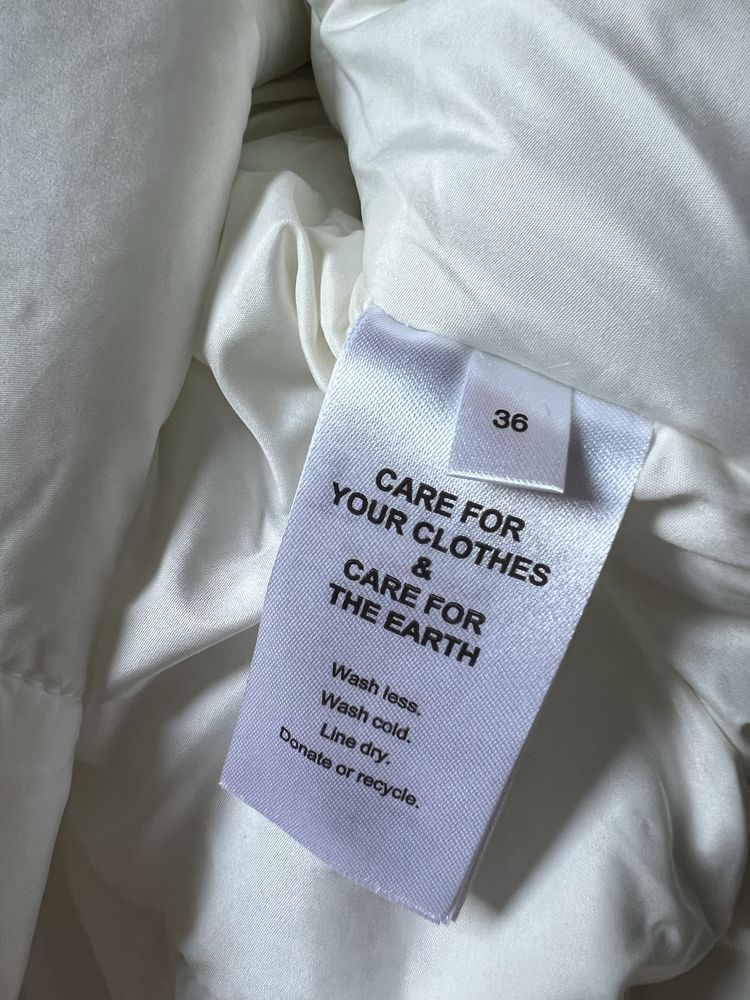 36
CARE FOR
YOUR CLOTHES
&
CARE FOR
THE EARTH
Wash less.
Wash cold.
Line dry.
Donate or recycle.